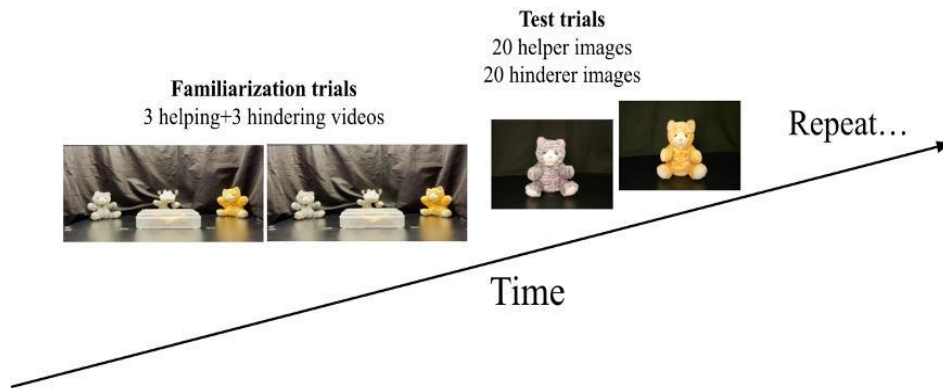 Test trials
20 helper images
20 hinderer images
Familiarization trials
3 helping+3 hindering videos
Repeat…
Time